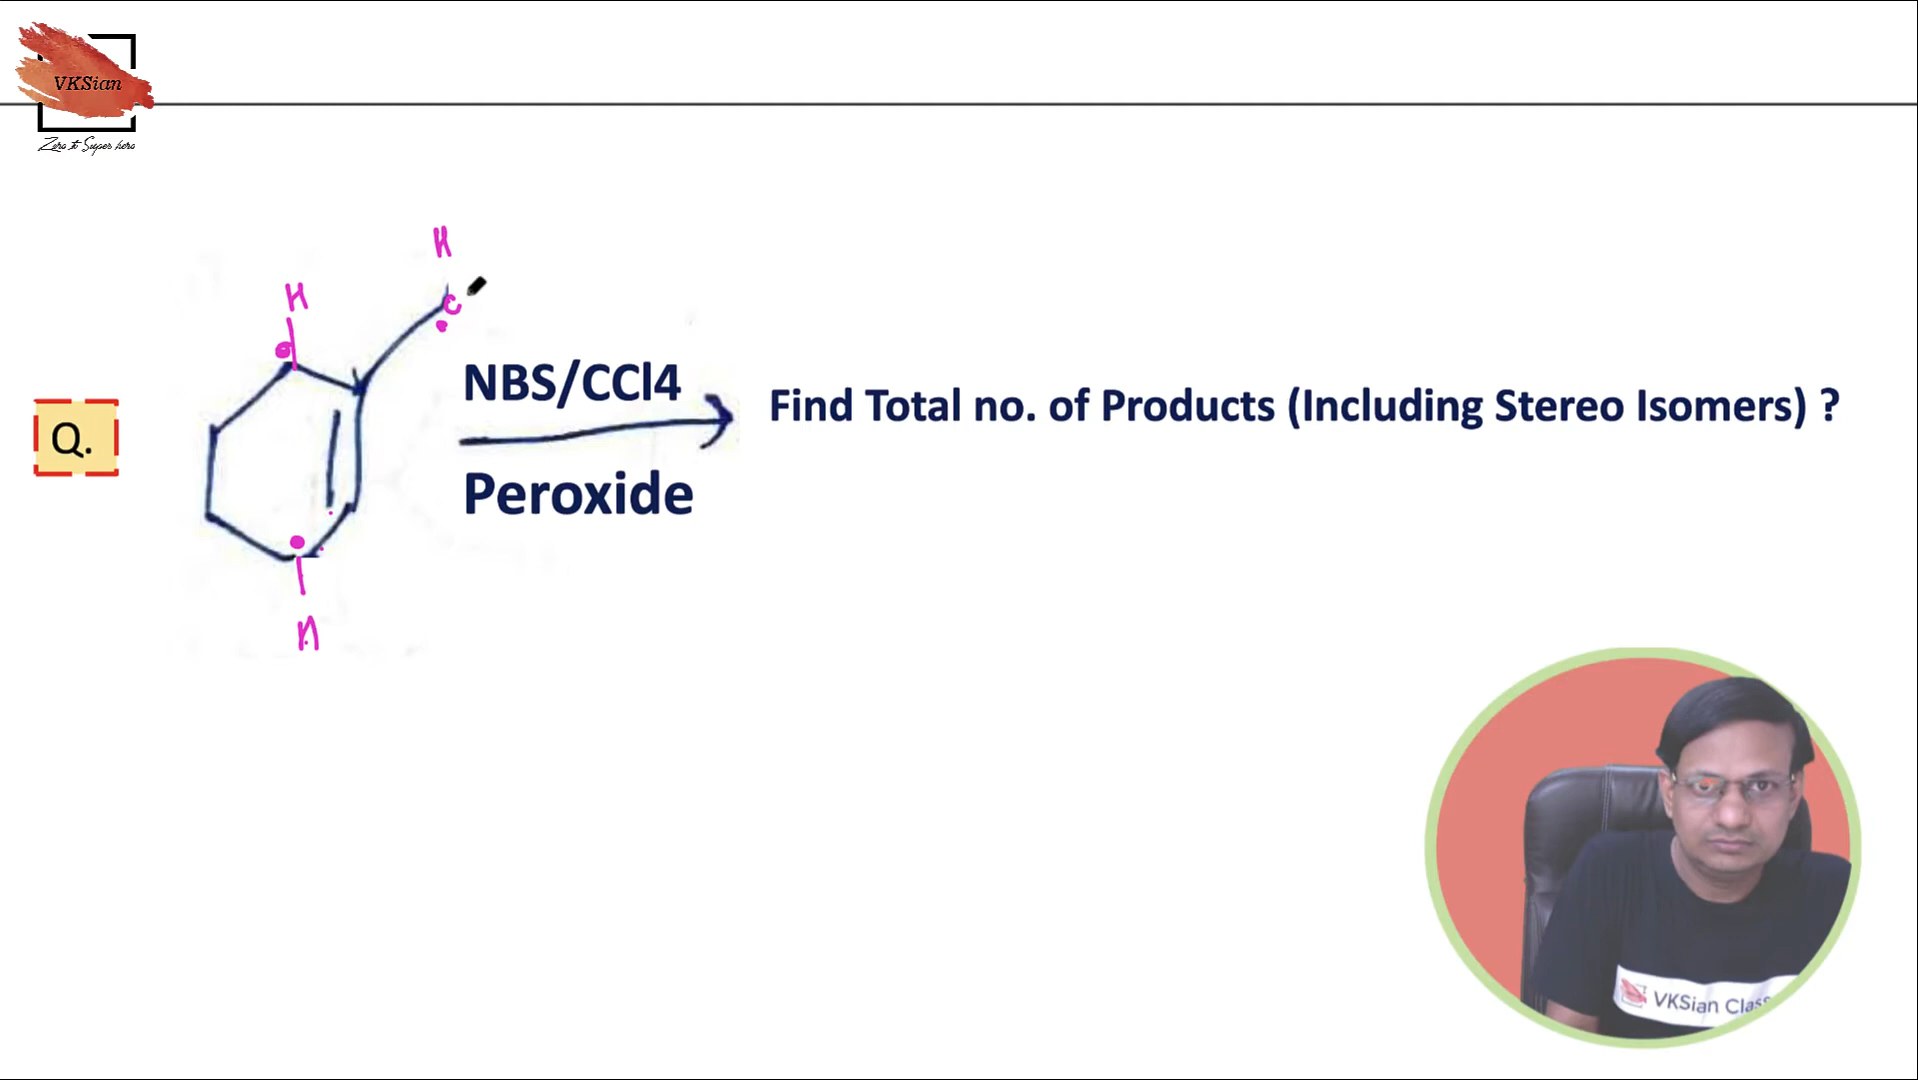 VKSian
Zero to Super hero
H
H
C
NBS/CCl4
Find Total no. of Products (Including Stereo Isomers) ?
Q.
Peroxide
H
VKSian Class